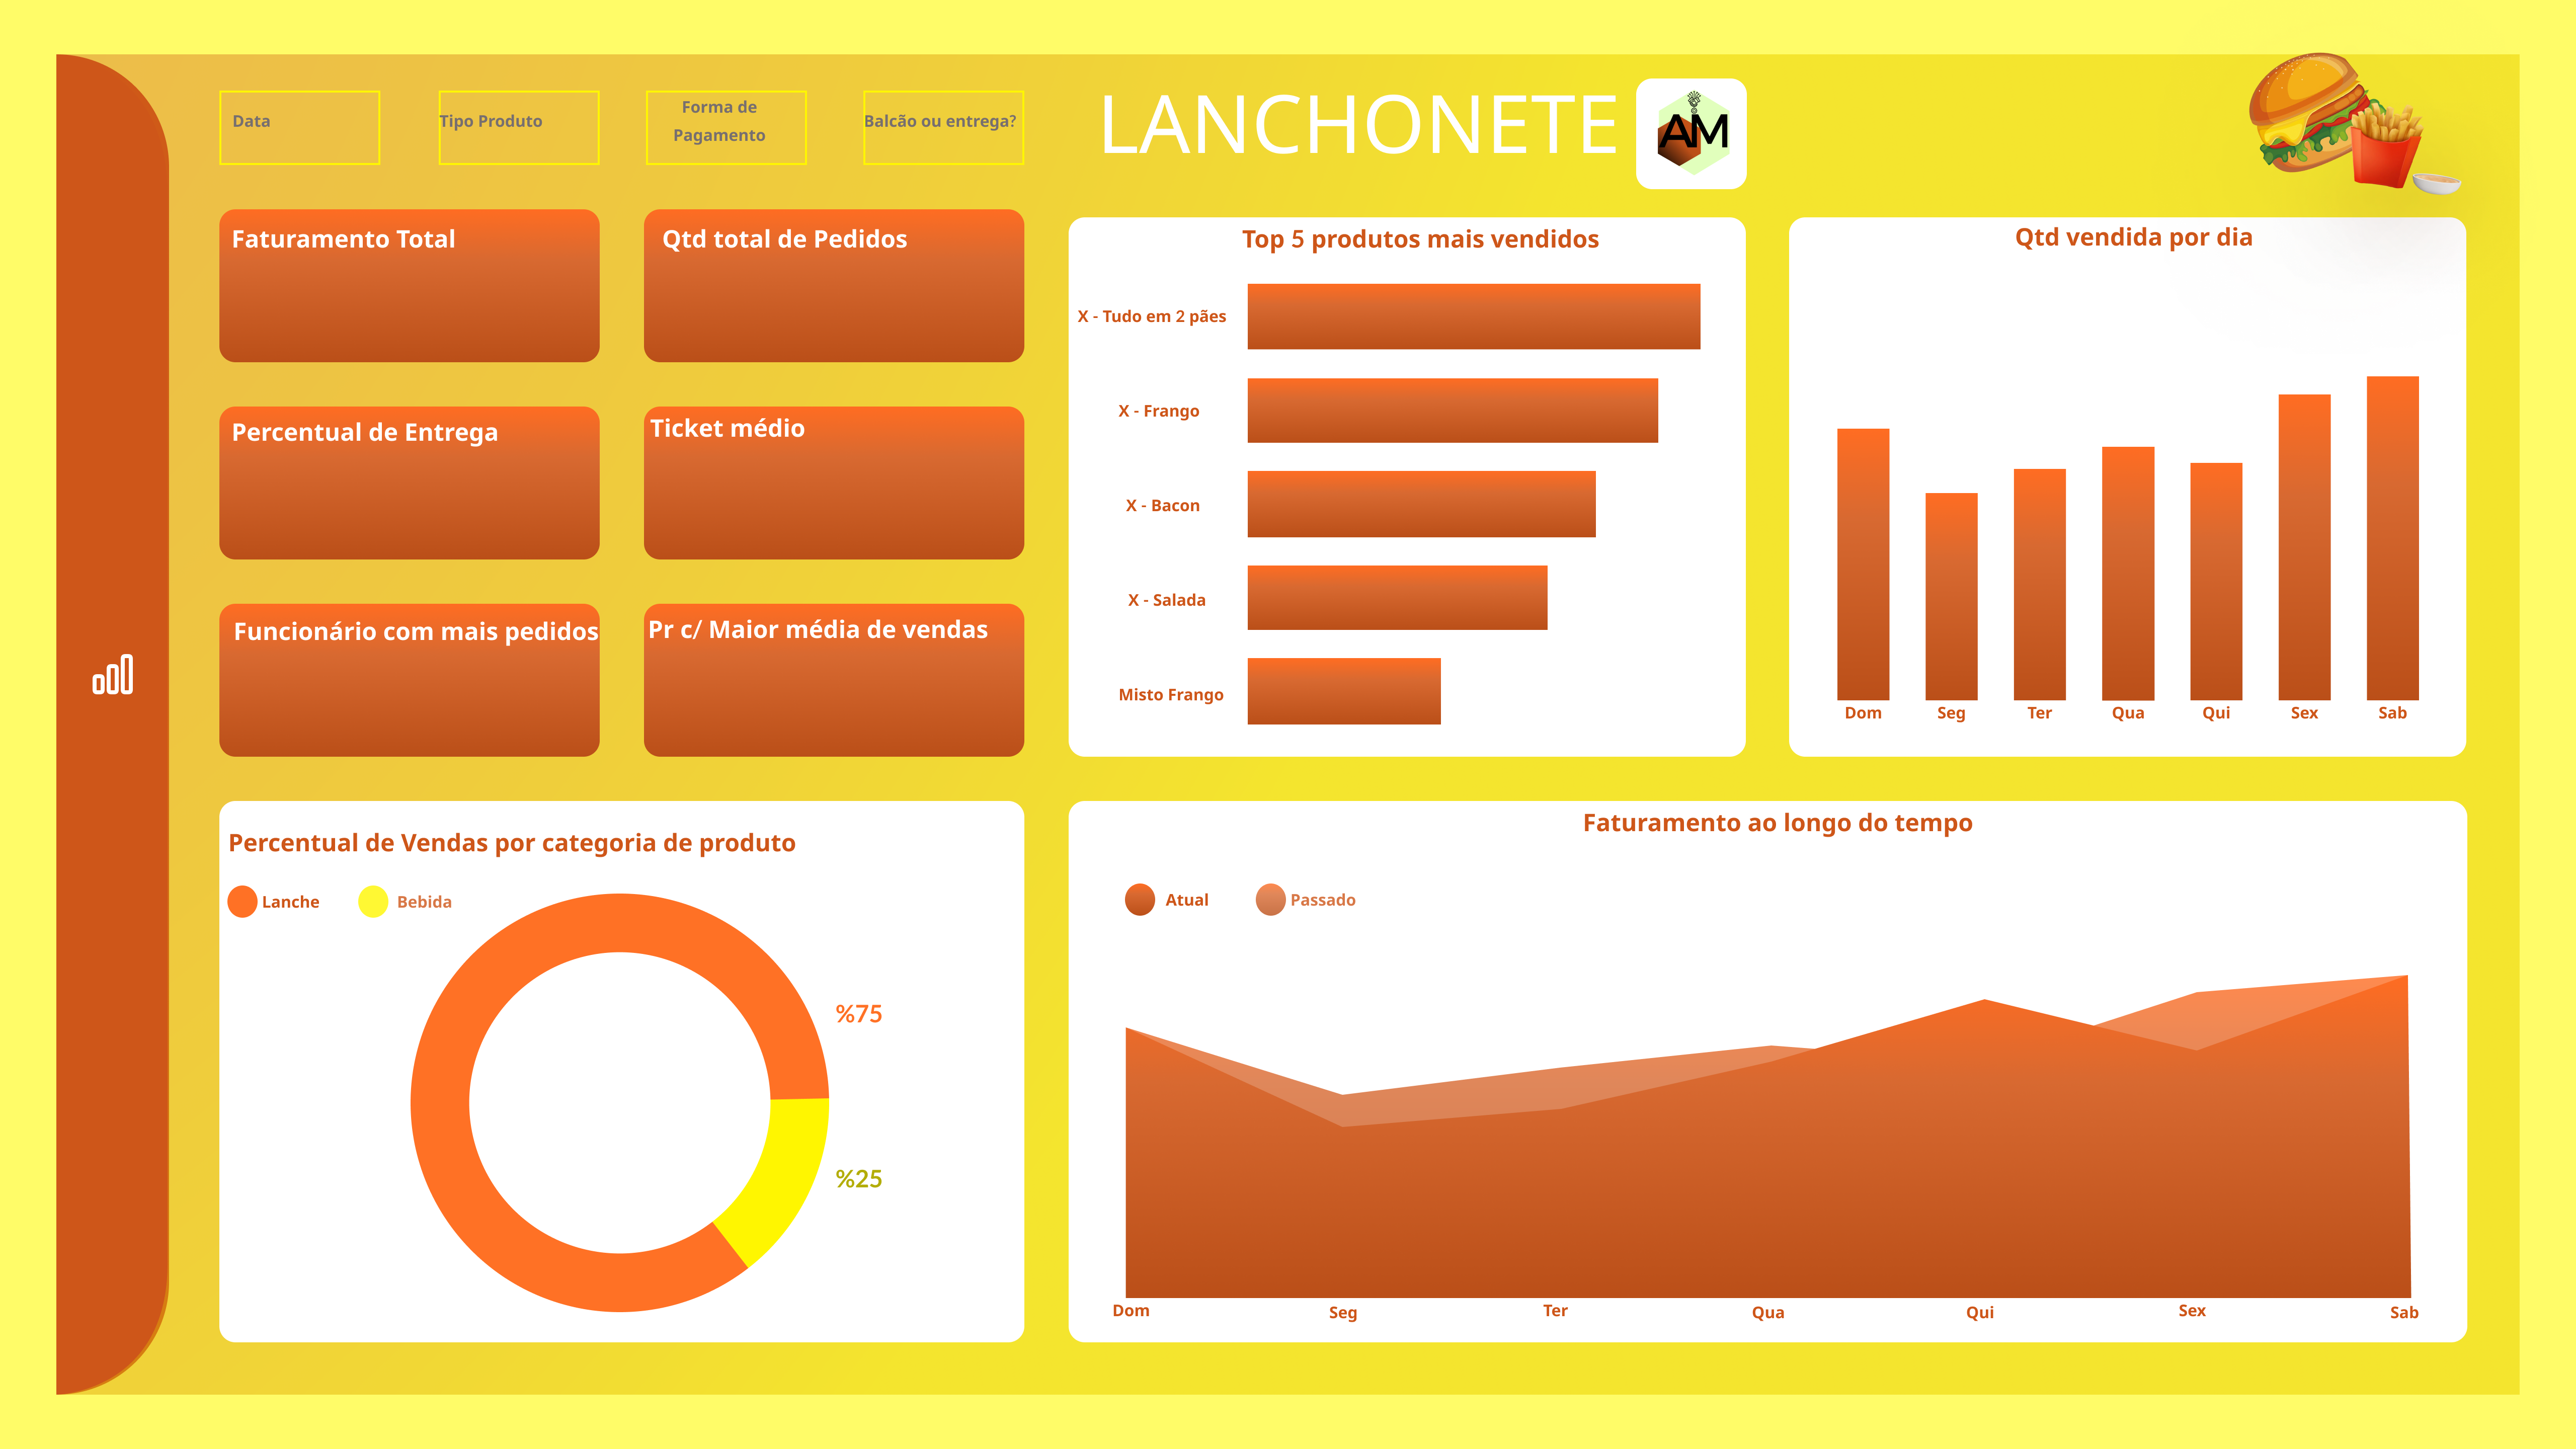 Data
Tipo Produto
Forma de
Pagamento
Balcão ou entrega?
LANCHONETE
AM
Faturamento Total
Qtd total de Pedidos
Percentual de Entrega
Ticket médio
Funcionário com mais pedidos
Pr c/ Maior média de vendas
Top 5 produtos mais vendidos
X - Tudo em 2 pães
X - Frango
X - Bacon
X - Salada
Misto Frango
Qtd vendida por dia
Dom Seg Ter Qua Qui Sex Sab
Percentual de Vendas por categoria de produto
Lanche Bebida
%75
%25
Faturamento ao longo do tempo
Atual Passado
Dom Seg Ter Qua Qui Sex Sab